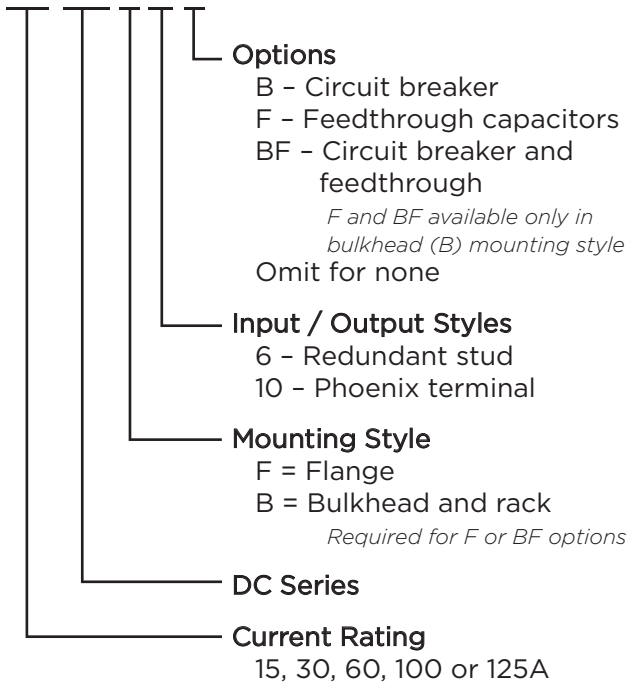 Options
B – Circuit breaker
F – Feedthrough capacitors
BF – Circuit breaker and
feedthrough
F and BF available only in
bulkhead (B) mounting style
Omit for none
Input / Output Styles
6 – Redundant stud
10 – Phoenix terminal
Mounting Style
F = Flange
B = Bulkhead and rack
Required for F or BF options
DC Series
Current Rating
15, 30, 60, 100 or 125A